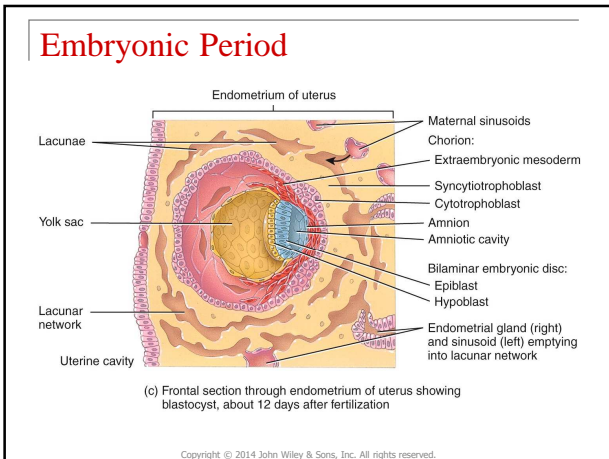 Embryonic Period
Endometrium of uterus
Lacunae
Yolk sac
Lacunar
network
Uterine cavity
Maternal sinusoids
Chorion:
Extraembryonic mesoderm
Syncytiotrophoblast
Cytotrophoblast
Amnion
Amniotic cavity
Bilaminar embryonic disc:
Epiblast
Hypoblast
Endometrial gland (right)
and sinusoid (left) emptying
into lacunar network
(c) Frontal section through endometrium of uterus showing
blastocyst, about 12 days after fertilization
Copyright © 2014 John Wiley & Sons, Inc. All rights reserved.